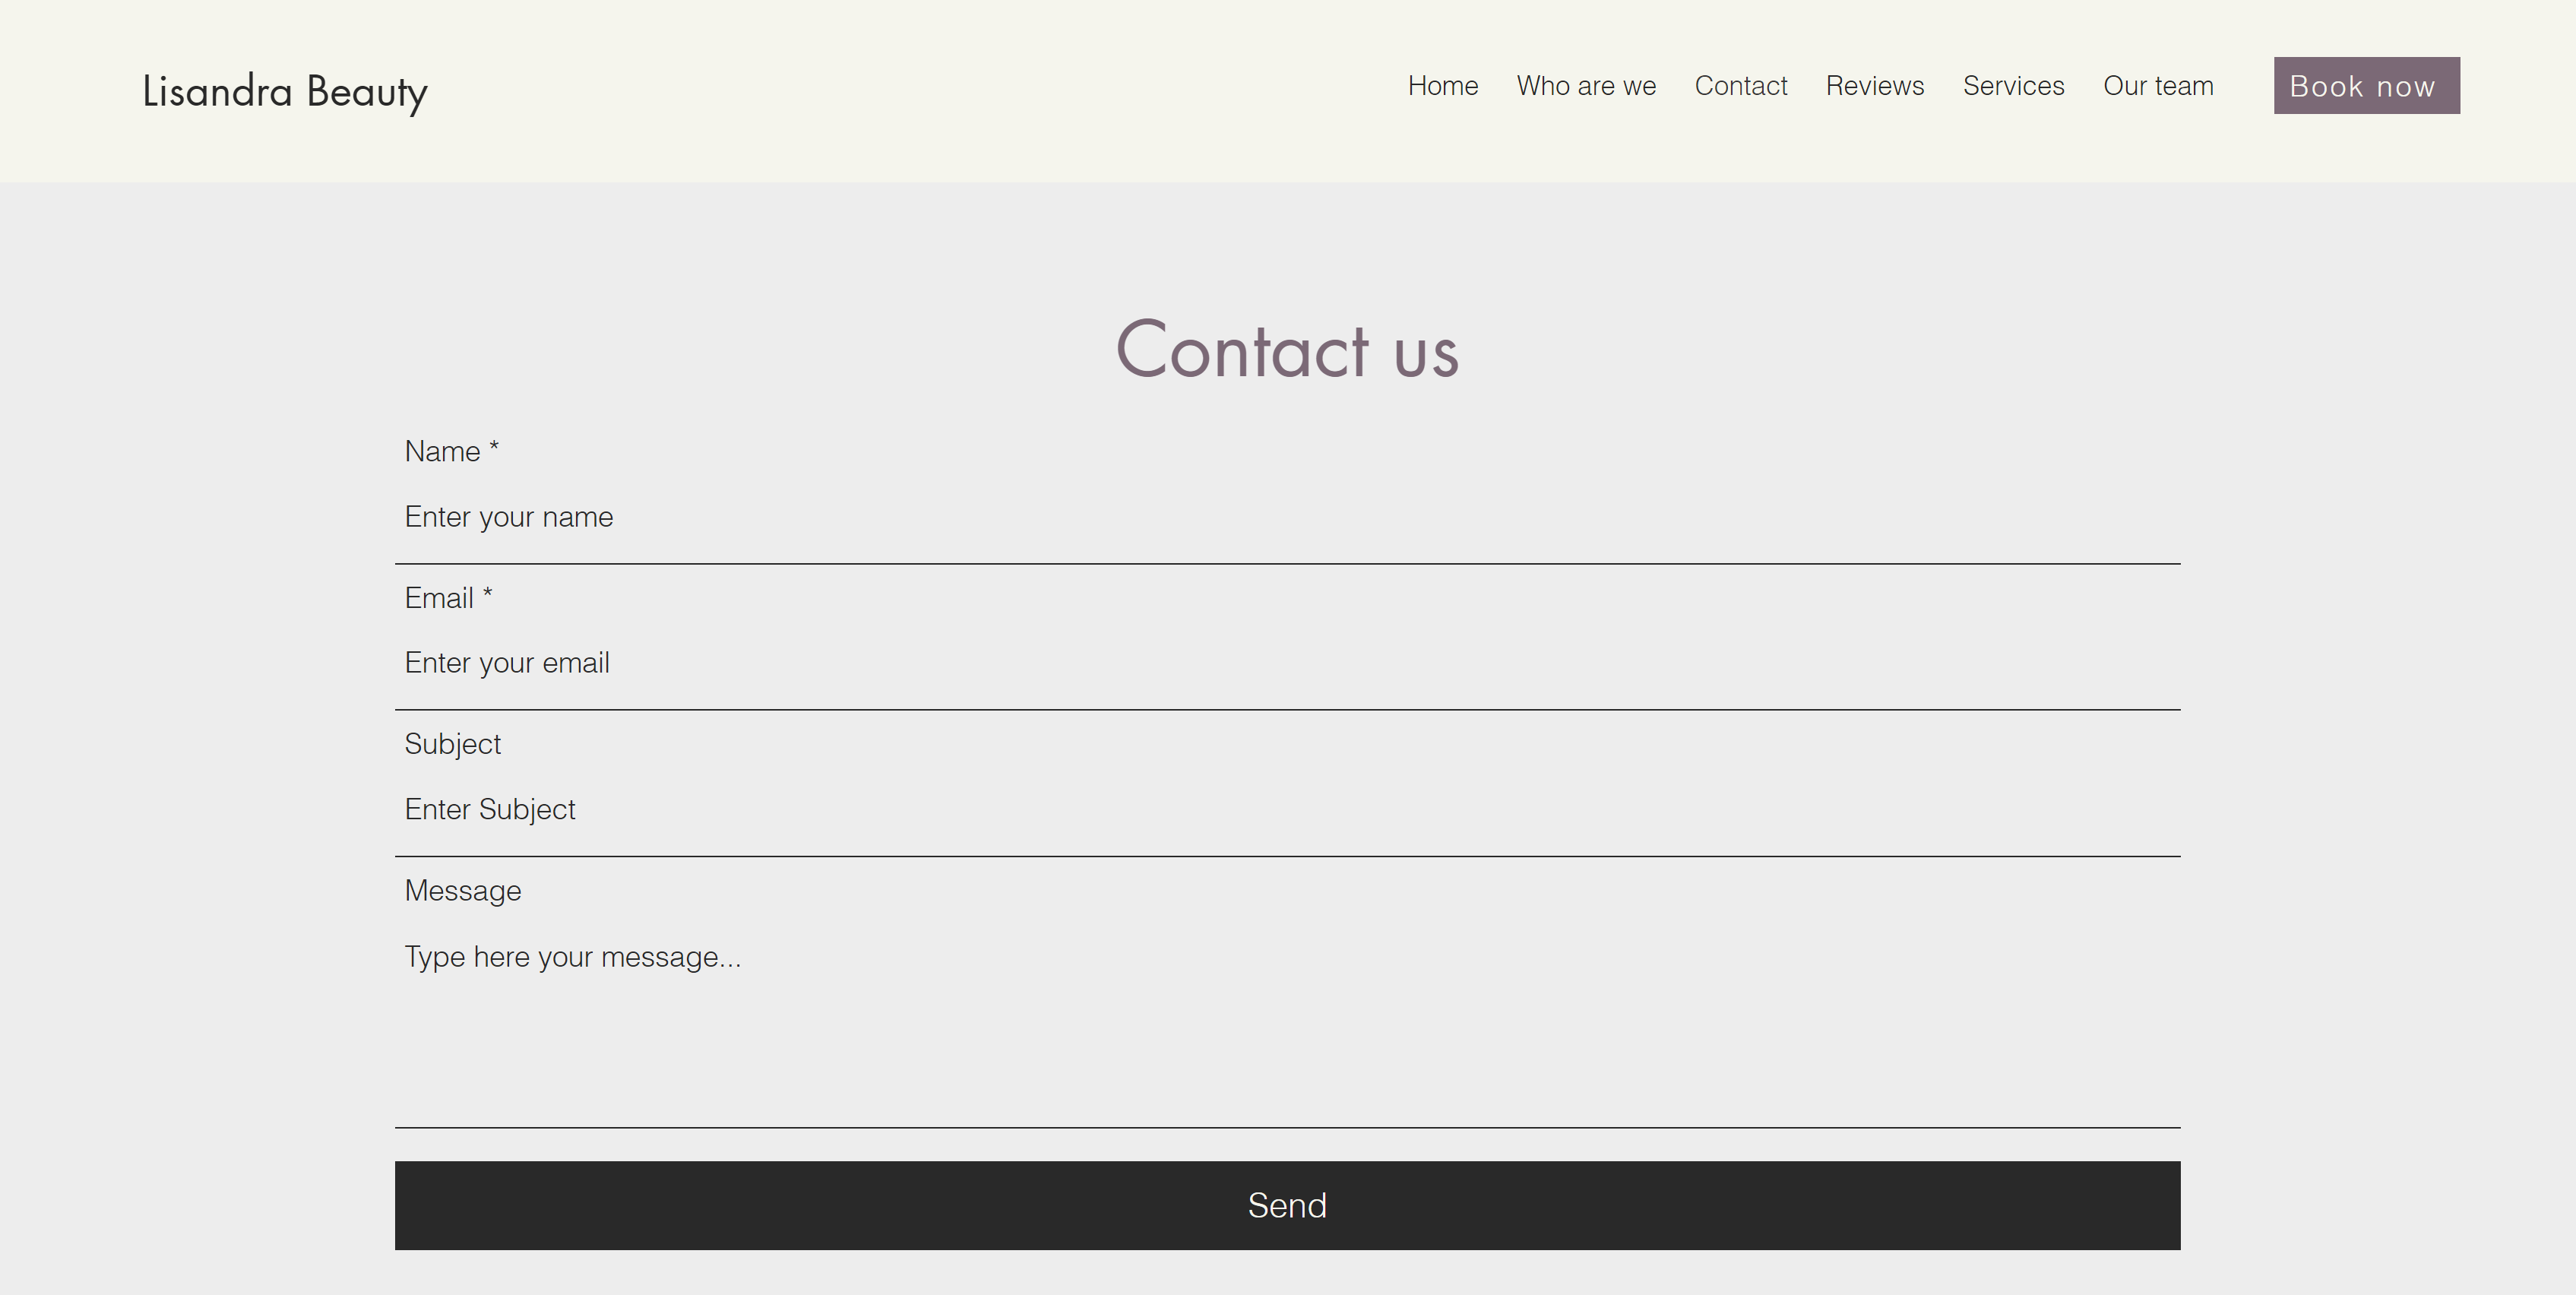 Lisandra Beauty
Home Who are we Contact Reviews Services Our team Book now
Contact us
Name *
Enter your name
Email *
Enter your email
Subject
Enter Subject
Message
Type here your message...
Send